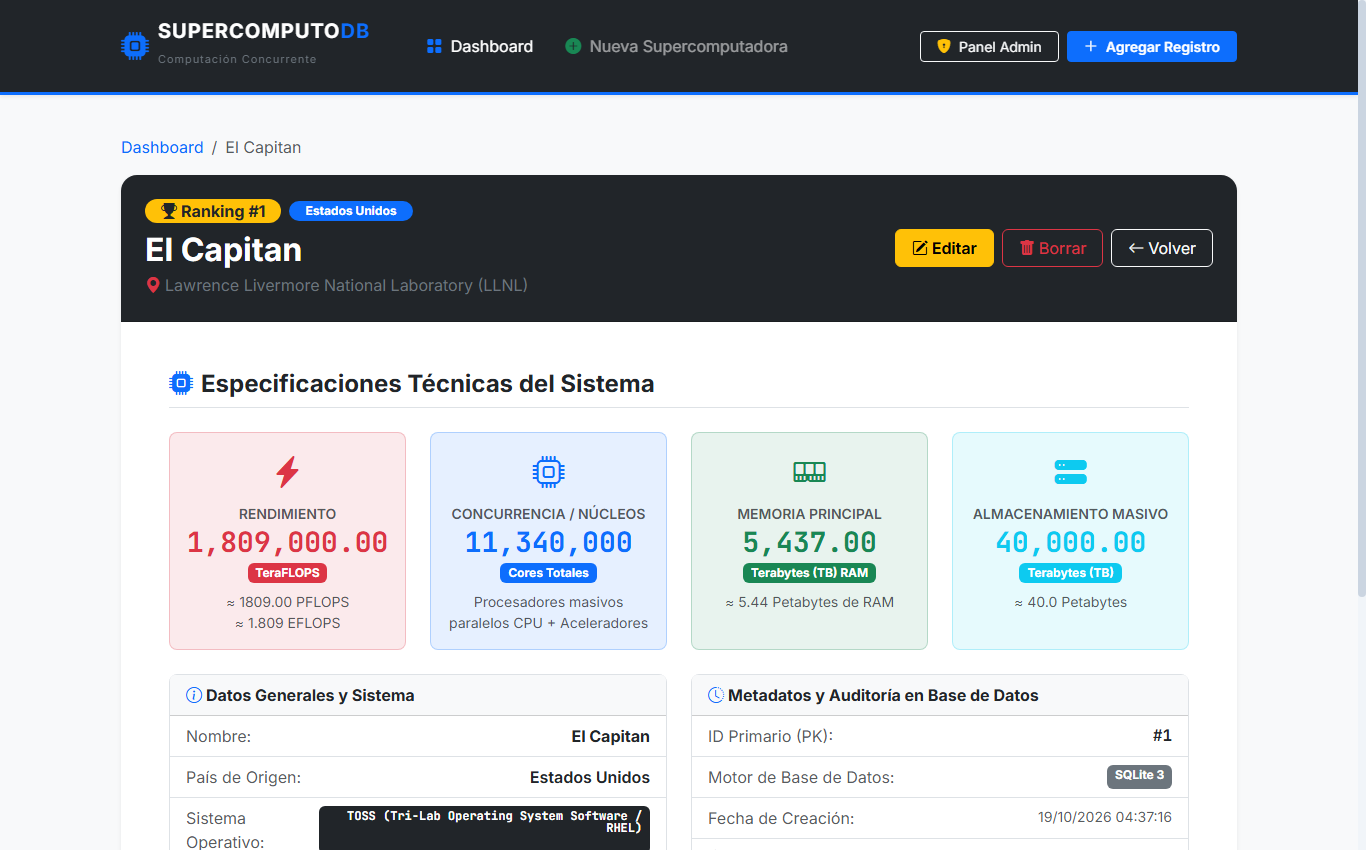 SUPERCOMPUTODB
Computación Concurrente
Dashboard
Nueva Supercomputadora
Panel Admin
Agregar Registro
Dashboard / El Capitan
Ranking #1
Estados Unidos
El Capitan
Lawrence Livermore National Laboratory (LLNL)
Editar
Borrar
Volver
Especificaciones Técnicas del Sistema
RENDIMIENTO
1,809,000.00
TeraFLOPS
≈ 1809.00 PFLOPS
≈ 1.809 EFLOPS
CONCURRENCIA / NÚCLEOS
11,340,000
Cores Totales
Procesadores masivos
paralelos CPU + Aceleradores
MEMORIA PRINCIPAL
5,437.00
Terabytes (TB) RAM
≈ 5.44 Petabytes de RAM
ALMACENAMIENTO MASIVO
40,000.00
Terabytes (TB)
≈ 40.0 Petabytes
Datos Generales y Sistema
Nombre: El Capitan
País de Origen: Estados Unidos
Sistema
Operativo:
TOSS (Tri-Lab Operating System Software /
RHEL)
Metadatos y Auditoría en Base de Datos
ID Primario (PK): #1
Motor de Base de Datos: SQLite 3
Fecha de Creación: 19/10/2026 04:37:16